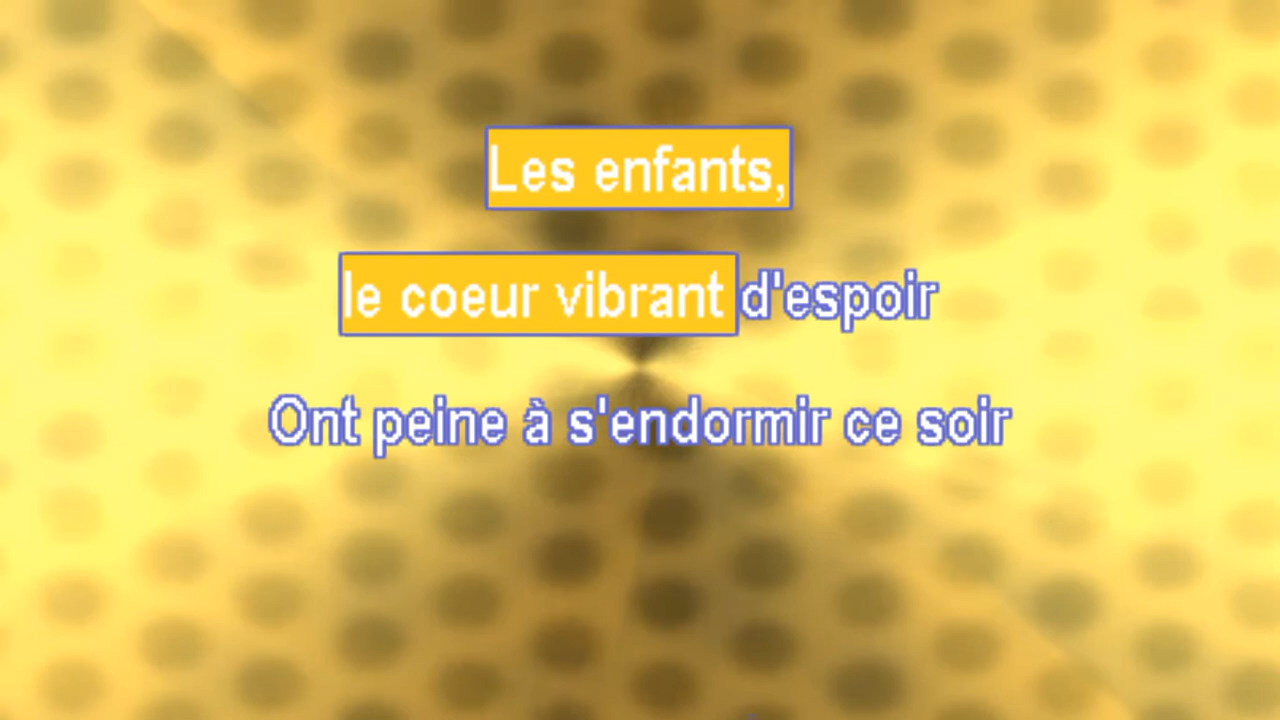 Les enfants,
le coeur vibrant d'espoir
Ont peine à s'endormir ce soir